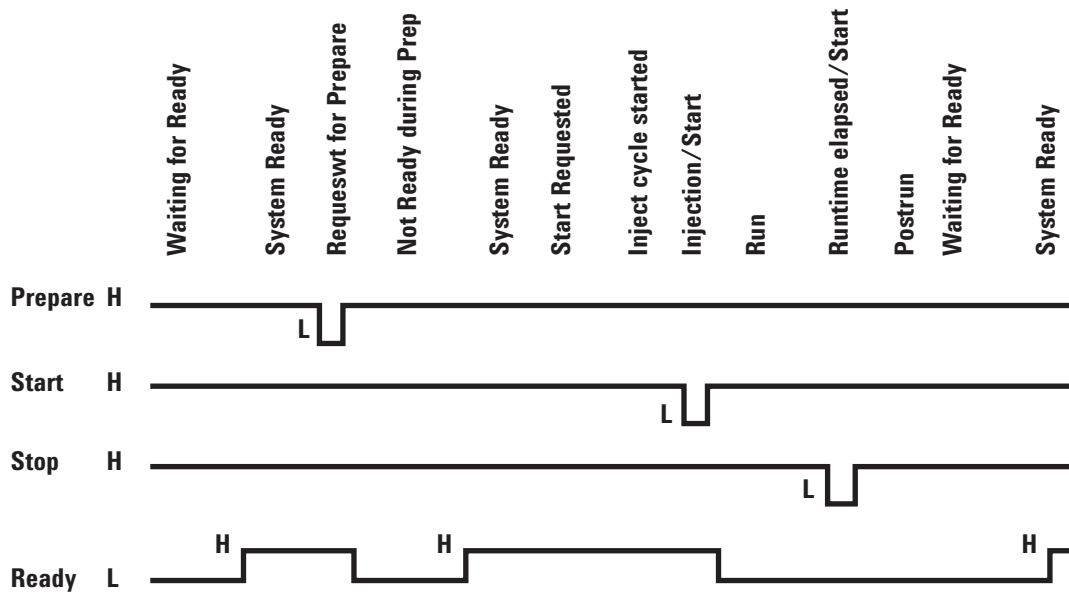 Waiting for Ready
System Ready
Requeswt for Prepare
Not Ready during Prep
System Ready
Start Requested
Inject cycle started
Injection/Start
Run
Runtime elapsed/Start
Postrun
Waiting for Ready
System Ready
Prepare H
L
Start H
L
Stop H
L
H H H
Ready L